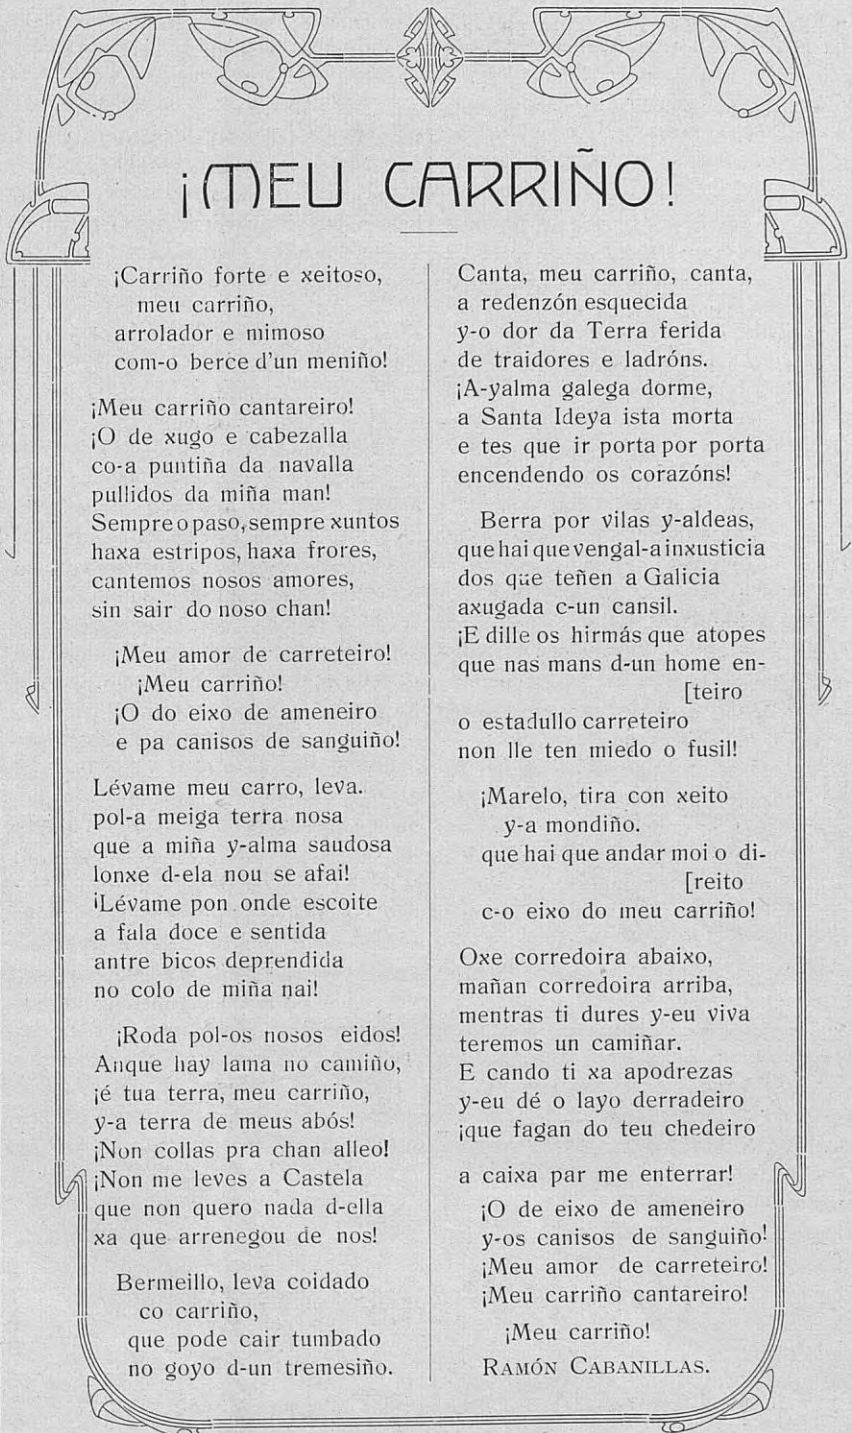 ¡MEU CARRIÑO!
¡Carriño forte e xeitoso,
meu carriño,
arrolador e mimoso
com-o berce d'un meniño!
¡Meu carriño cantareiro!
¡O de xugo e cabezalla
co-a puntiña da navalla
pullidos da miña man!
Sempre o paso, sempre xuntos
haxa estripos, haxa frores,
cantemos nosos amores,
sin sair do noso chan!
¡Meu amor de carreteiro!
¡Meu carriño!
¡O do eixo de ameneiro
e pa canisos de sanguiño!
Lévame meu carro, leva.
pol-a meiga terra nosa
que a miña y-alma saudosa
lonxe d-ela nou se afai!
¡Lévame pon onde escoite
a fala doce e sentida
antre bicos deprendida
no colo de miña nai!
¡Roda pol-os nosos eidos!
Anque hay lama no camiño,
¡é tua terra, meu carriño,
y-a terra de meus abós!
¡Non collas pra chan alleo!
¡Non me leves a Castela
que non quero nada d-ella
xa que arrenegou de nos!
Bermeillo, leva coidado
co carriño,
que pode cair tumbado
no goyo d-un tremesiño.
Canta, meu carriño, canta,
a redenzón esquecida
y-o dor da Terra ferida
de traidores e ladróns.
¡A-yalma galega dorme,
a Santa Ideya ista morta
e tes que ir porta por porta
encendendo os corazóns!
Berra por vilas y-aldeas,
que hai que vengal-a inxusticia
dos que teñen a Galicia
axugada c-un cansil.
¡E dille os hirmás que atopes
que nas mans d-un home en-
[teiro
o estadullo carreteiro
non lle ten miedo o fusil!
¡Marelo, tira con xeito
y-a mondiño.
que hai que andar moi o di-
[reito
c-o eixo do meu carriño!
Oxe corredoira abaixo,
mañan corredoira arriba,
mentras ti dures y-eu viva
teremos un camiñar.
E cando ti xa apodrezas
y-eu dé o layo derradeiro
¡que fagan do teu chedeiro
a caixa par me enterrar!
¡O de eixo de ameneiro
y-os canisos de sanguiño!
¡Meu amor de carreteiro!
¡Meu carriño cantareiro!
¡Meu carriño!
RAMÓN CABANILLAS.